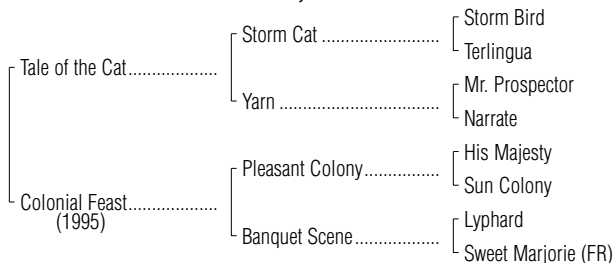 Storm Bird
Storm Cat ........................
Terlingua
Tale of the Cat...................
Mr. Prospector
Yarn .................................
Narrate
His Majesty
Pleasant Colony................
Sun Colony
Colonial Feast...................
(1995)
Lyphard
Banquet Scene..................
Sweet Marjorie (FR)